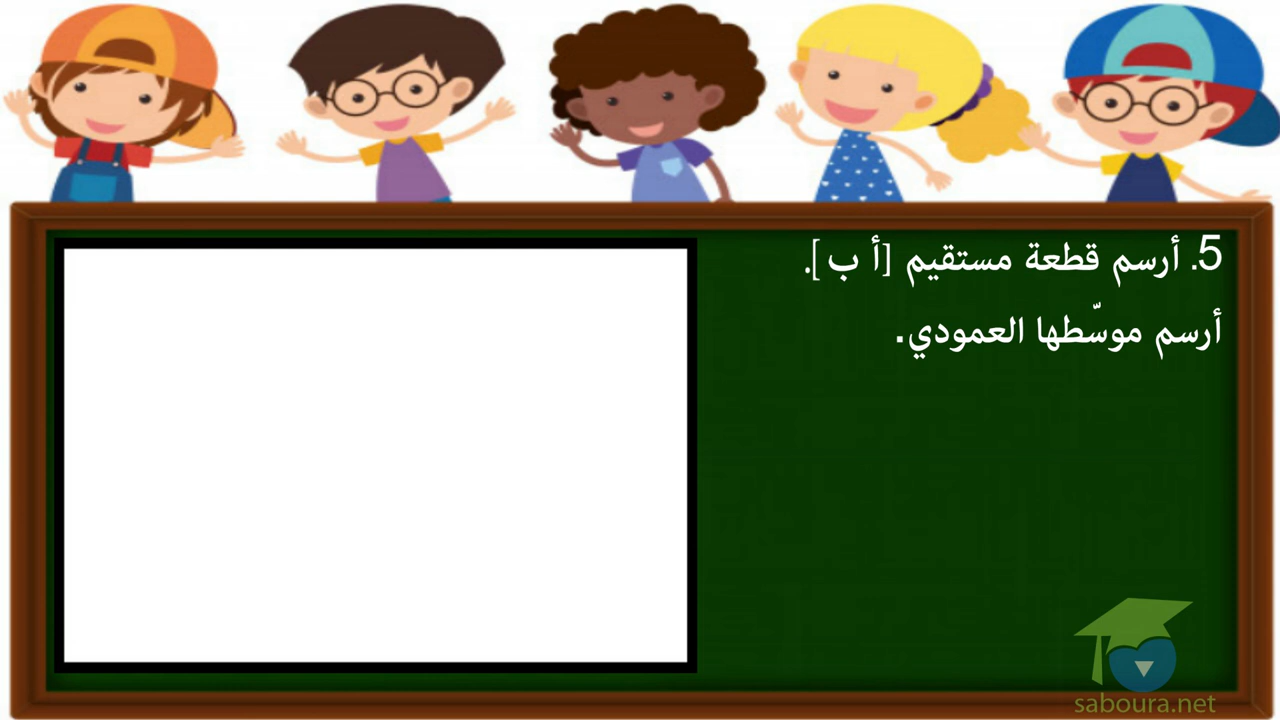 5. أرسم قطعة مستقيم [أ ب].
أرسم موسّطها العمودي.
saboura.net